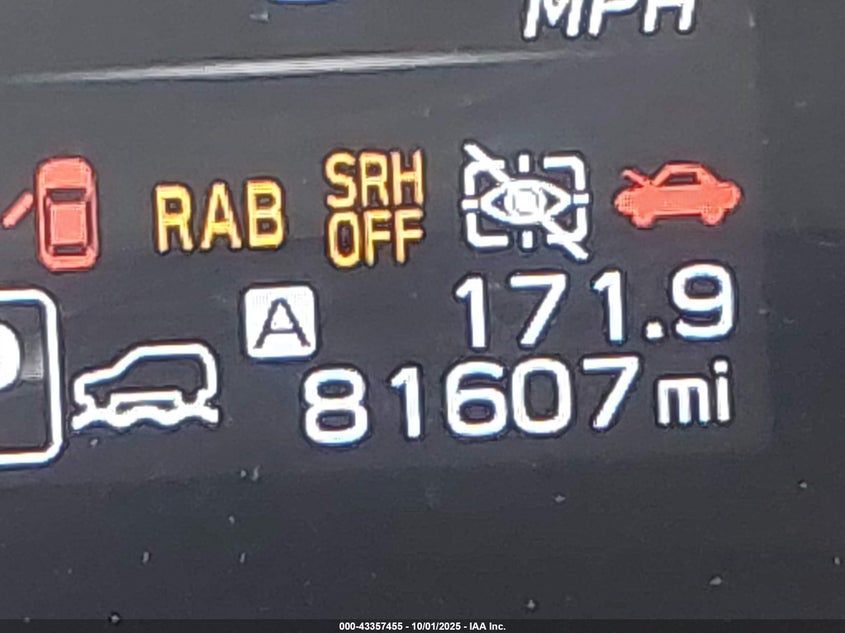 MPH
RAB
SRH
OFF
A
171.9
81607 mi
000-43357455 - 10/01/2025 - IAA Inc.